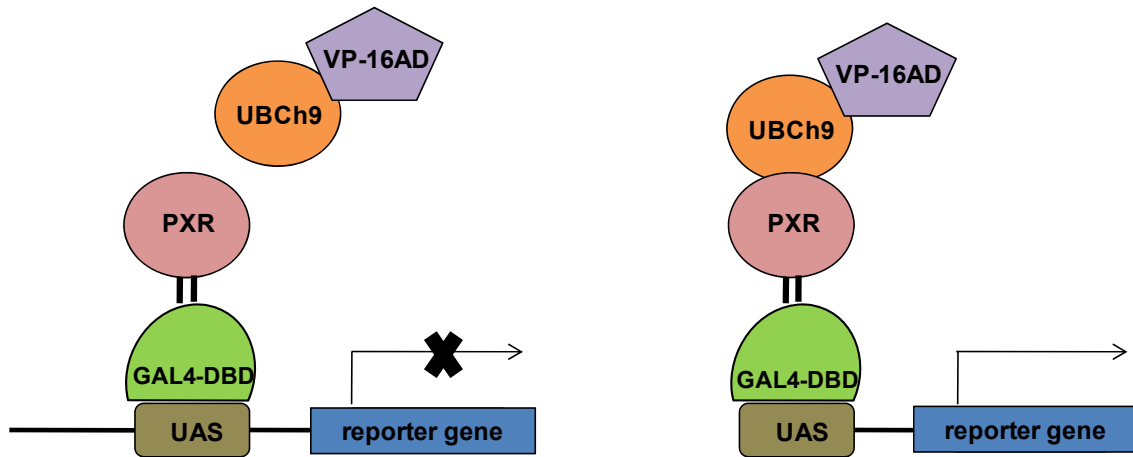 VP-16AD
UBCh9
PXR
GAL4-DBD
UAS
reporter gene
VP-16AD
UBCh9
PXR
GAL4-DBD
UAS
reporter gene